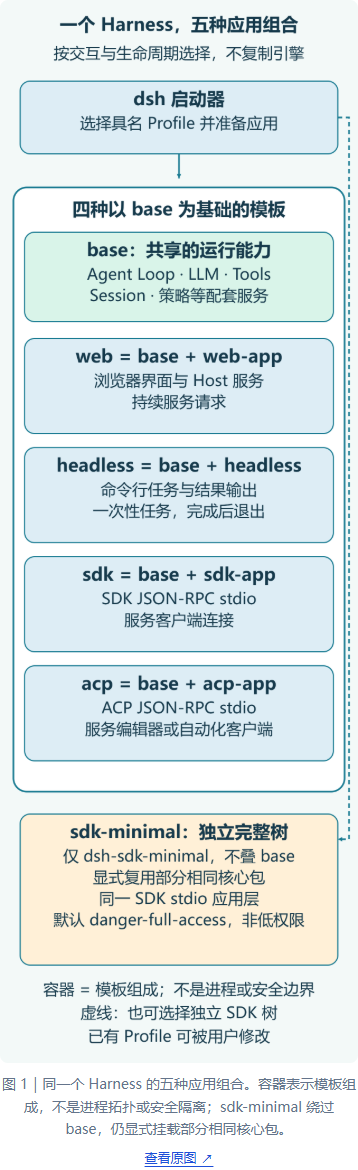 一个 Harness，五种应用组合
按交互与生命周期选择，不复制引擎
dsh 启动器
选择具名 Profile 并准备应用
四种以 base 为基础的模板
base：共享的运行能力
Agent Loop · LLM · Tools
Session · 策略等配套服务
web = base + web-app
浏览器界面与 Host 服务
持续服务请求
headless = base + headless
命令行任务与结果输出
一次性任务，完成后退出
sdk = base + sdk-app
SDK JSON-RPC stdio
服务客户端连接
acp = base + acp-app
ACP JSON-RPC stdio
服务编辑器或自动化客户端
sdk-minimal：独立完整树
仅 dsh-sdk-minimal，不叠 base
显式复用部分相同核心包
同一 SDK stdio 应用层
默认 danger-full-access，非低权限
容器 = 模板组成；不是进程或安全边界
虚线：也可选择独立 SDK 树
已有 Profile 可被用户修改
图 1｜同一个 Harness 的五种应用组合。容器表示模板组
成，不是进程拓扑或安全隔离；sdk-minimal 绕过
base，仍显式挂载部分相同核心包。
查看原图 ↗